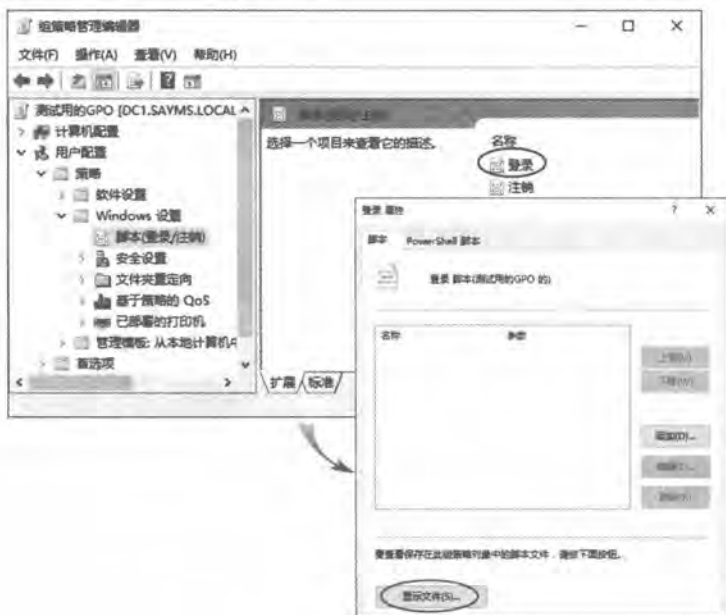 组策略管理编辑器
文件(F) 操作(A) 查看(V) 帮助(H)
测试用的GPO [DC1.SAYMS.LOCAL
计算机配置
用户配置
策略
软件设置
Windows 设置
脚本(登录/注销)
安全设置
文件夹重定向
基于策略的 QoS
已部署的打印机
管理模板: 从本地计算机
首选项
选择一个项目来查看它的描述。
名称
登录
注销
扩展 标准
登录 属性
脚本 PowerShell 脚本
登录 脚本(测试用的GPO 的)
名称 参数
添加(D)...
要查看保存在此组策略对象中的脚本文件，请按下面按钮。
显示文件(S)...